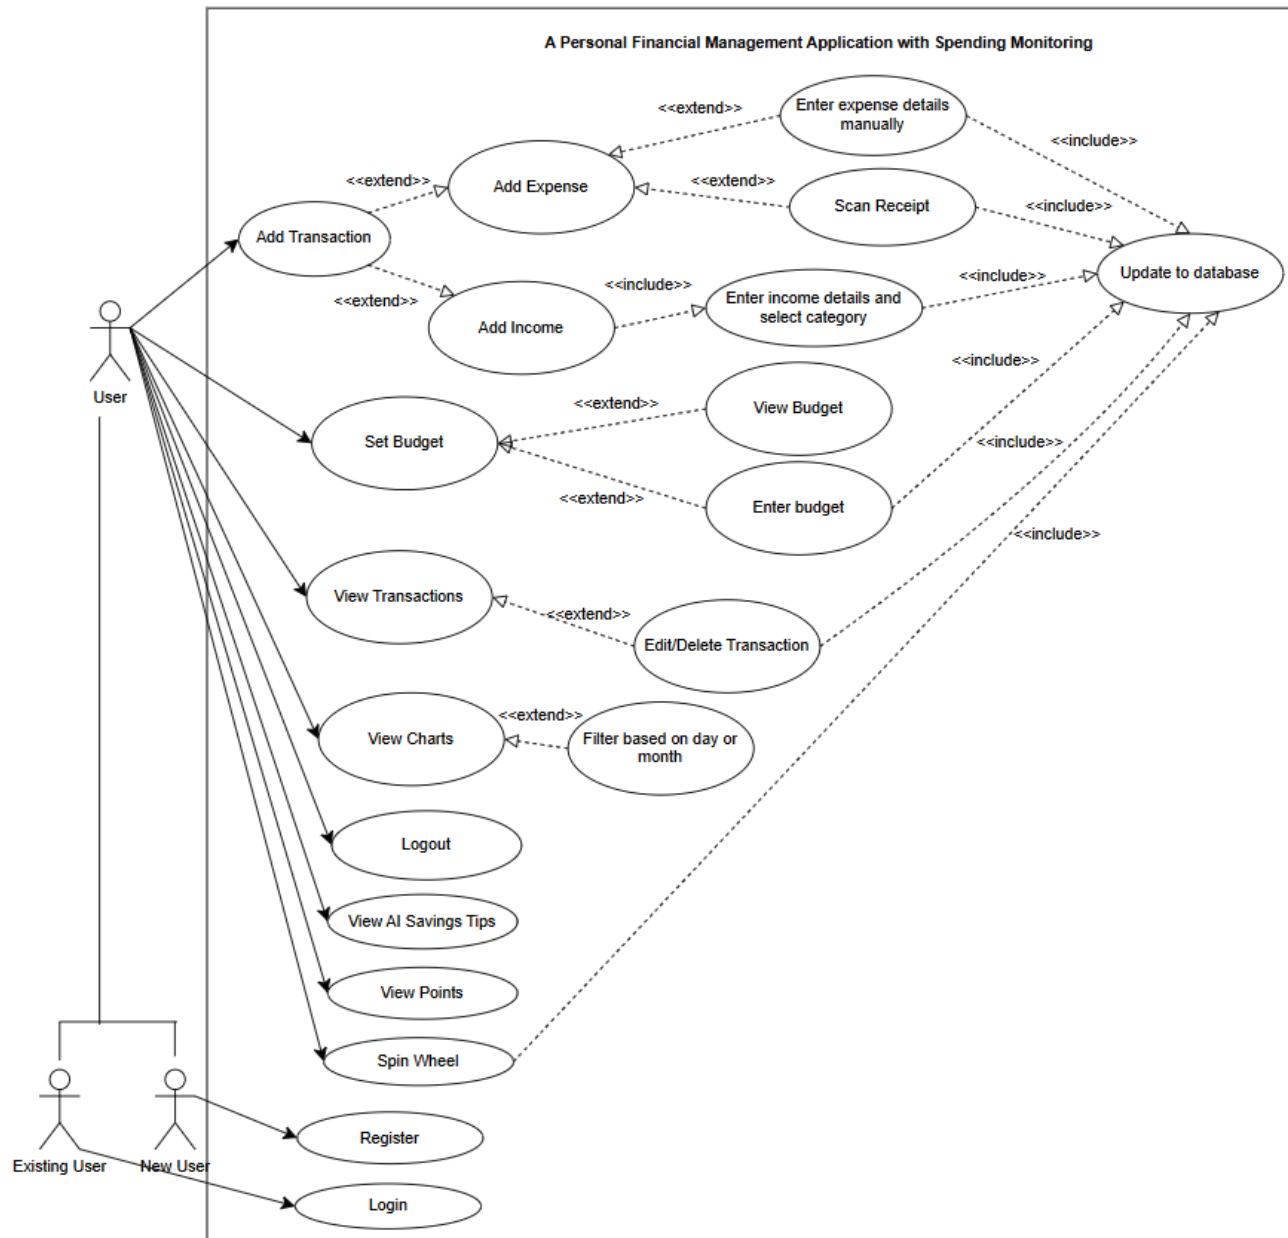 A Personal Financial Management Application with Spending Monitoring
<<extend>>
Enter expense details
manually
<<include>>
<<extend>>
Add Expense
<<extend>>
Scan Receipt
<<include>>
Add Transaction
<<extend>>
Add Income
<<include>>
Enter income details and
select category
<<include>>
Update to database
User
Set Budget
<<extend>>
View Budget
<<include>>
<<extend>>
Enter budget
<<include>>
<<include>>
View Transactions
<<extend>>
Edit/Delete Transaction
View Charts
<<extend>>
Filter based on day or
month
Logout
View AI Savings Tips
View Points
Spin Wheel
Existing User
New User
Register
Login